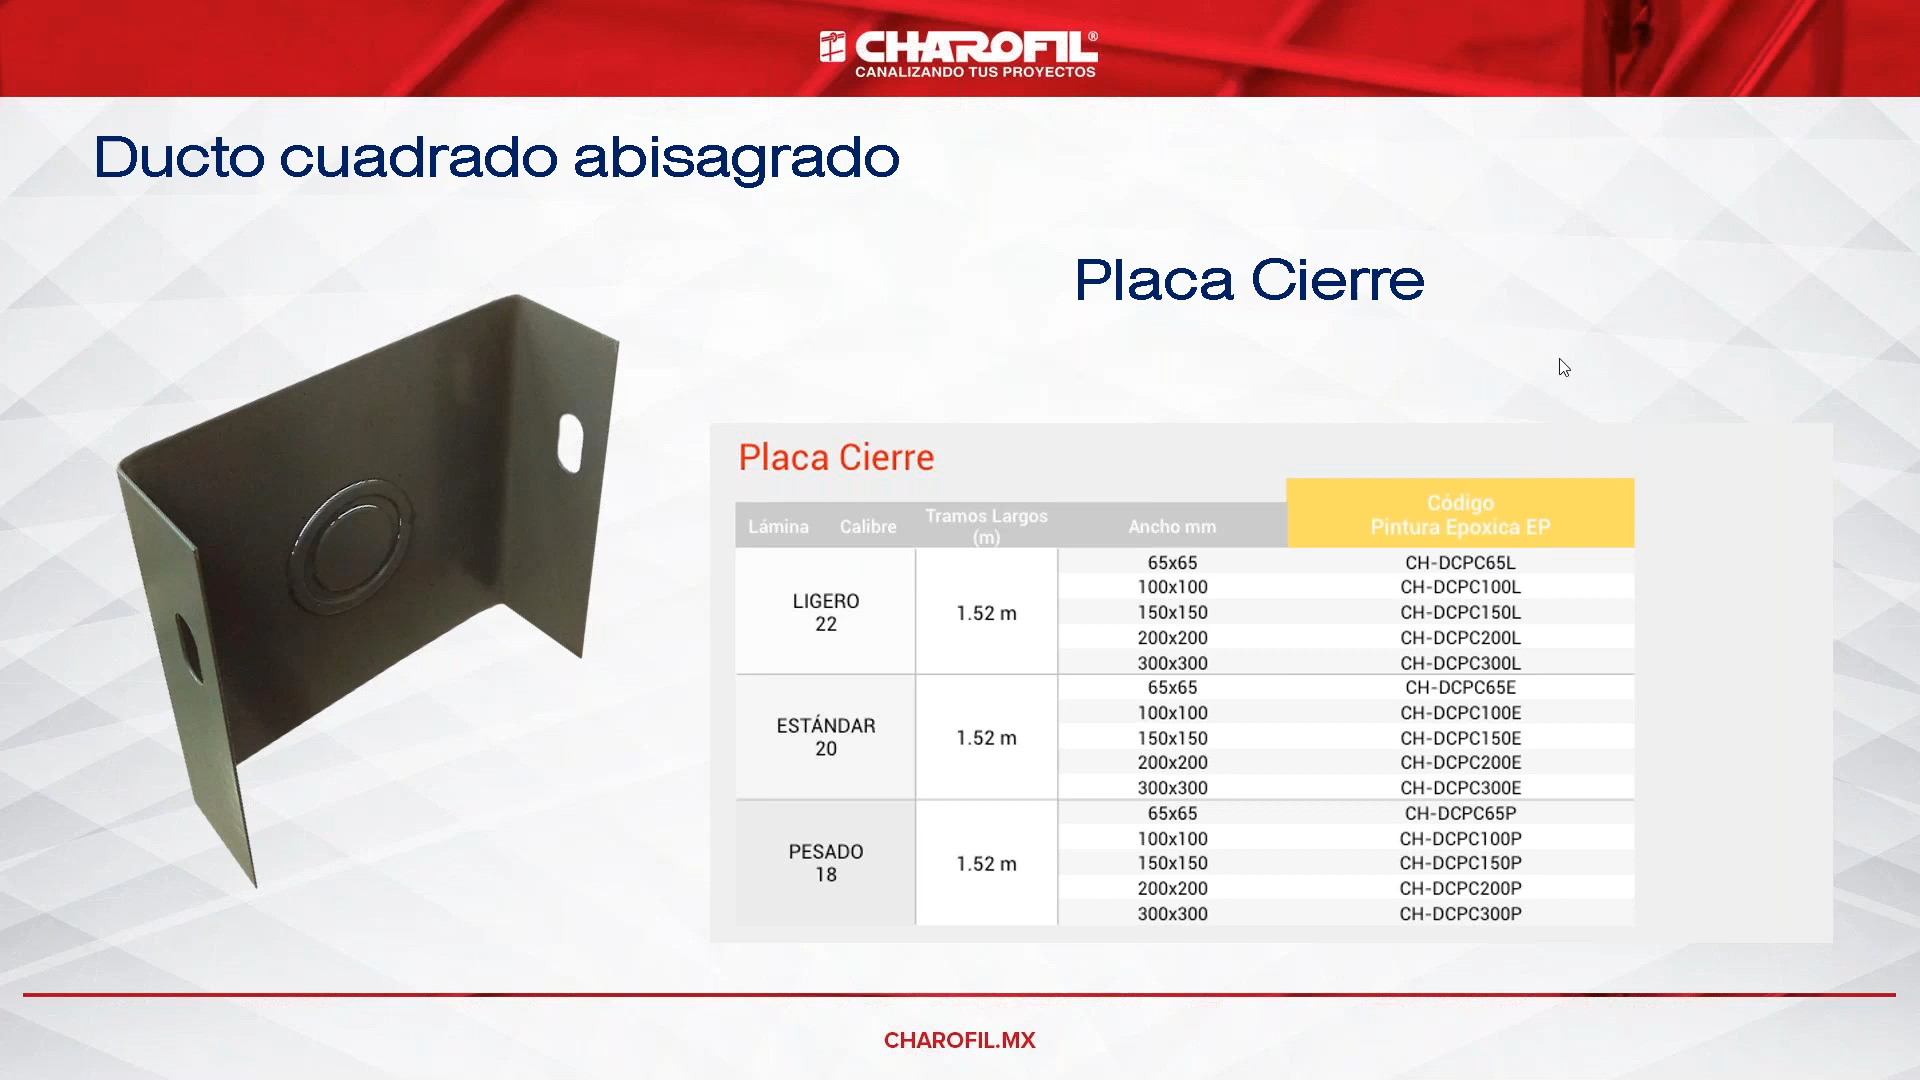 CHAROFIL®
CANALIZANDO TUS PROYECTOS
Ducto cuadrado abisagrado
Placa Cierre
Placa Cierre
Lámina Calibre Tramos Largos (m) Ancho mm Código Pintura Epoxica EP
LIGERO 22
1.52 m
65x65 CH-DCPC65L
100x100 CH-DCPC100L
150x150 CH-DCPC150L
200x200 CH-DCPC200L
300x300 CH-DCPC300L
ESTÁNDAR 20
1.52 m
65x65 CH-DCPC65E
100x100 CH-DCPC100E
150x150 CH-DCPC150E
200x200 CH-DCPC200E
300x300 CH-DCPC300E
PESADO 18
1.52 m
65x65 CH-DCPC65P
100x100 CH-DCPC100P
150x150 CH-DCPC150P
200x200 CH-DCPC200P
300x300 CH-DCPC300P
CHAROFIL.MX